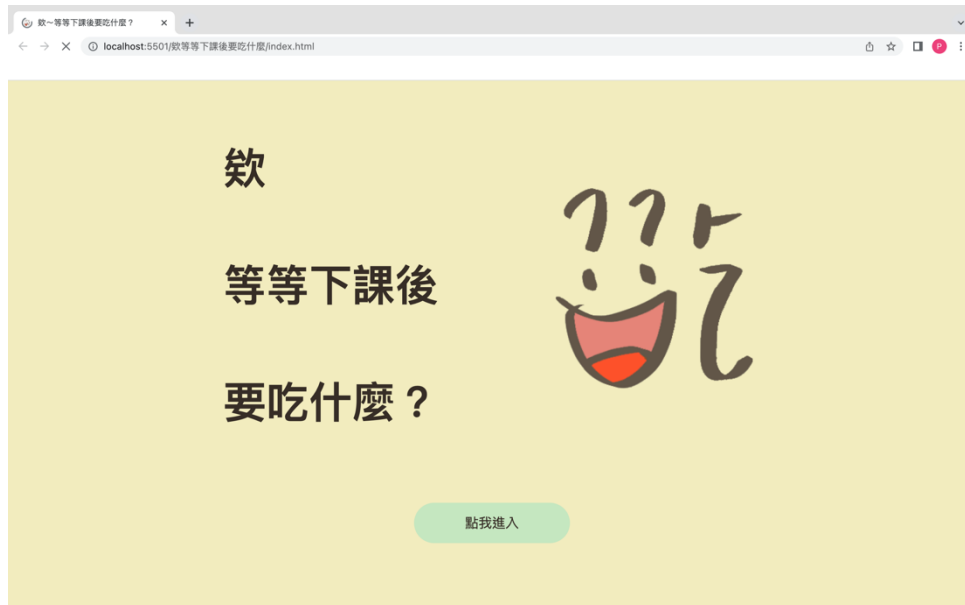 欸~等等下課後要吃什麼?
localhost:5501/欸等等下課後要吃什麼/index.html
P
欸
等等下課後
要吃什麼?
點我進入